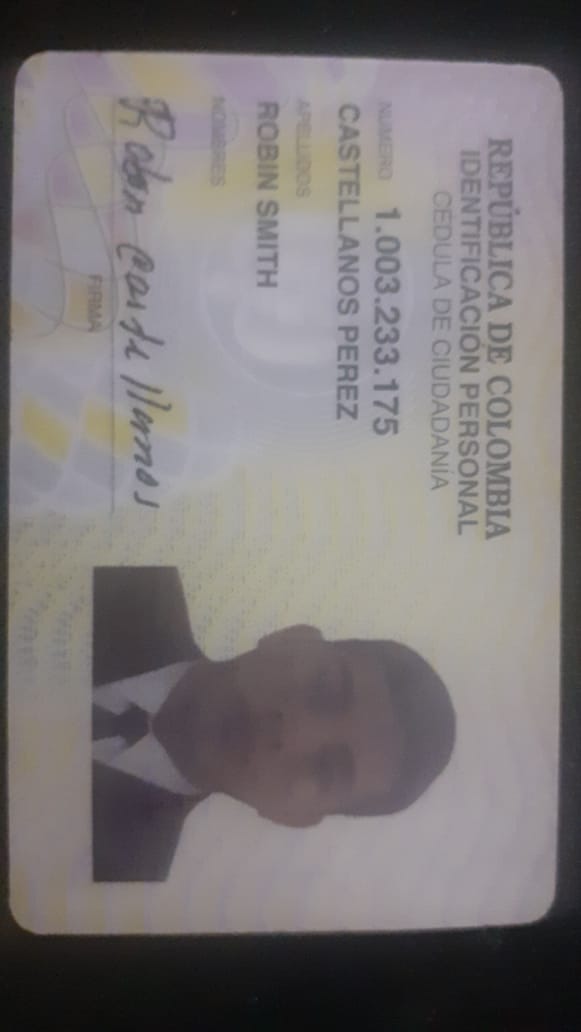 REPÚBLICA DE COLOMBIA
IDENTIFICACIÓN PERSONAL
CÉDULA DE CIUDADANÍA
NUMERO 1.003.233.175
CASTELLANOS PEREZ
APELLIDOS
ROBIN SMITH
NOMBRES
Robin Castellanos
FIRMA